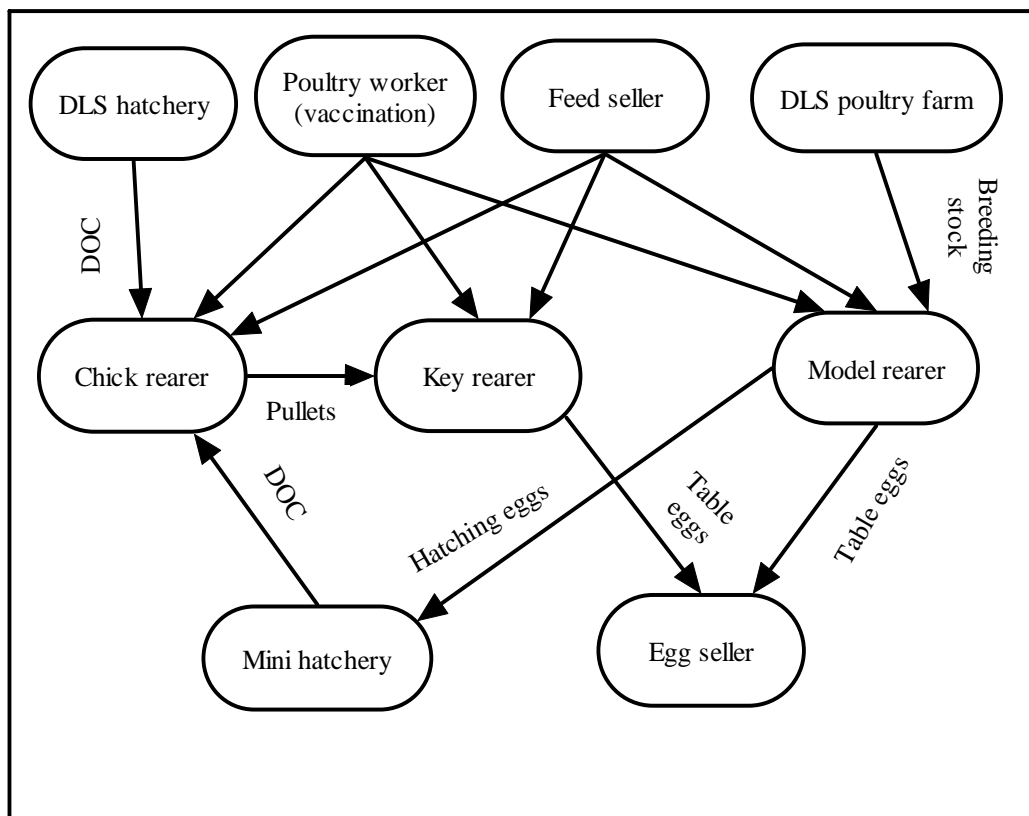 DLS hatchery
Poultry worker
(vaccination)
Feed seller
DLS poultry farm
DOC
Breeding
stock
Chick rearer
Pullets
Key rearer
Model rearer
DOC
Hatching eggs
Table
eggs
Table eggs
Mini hatchery
Egg seller